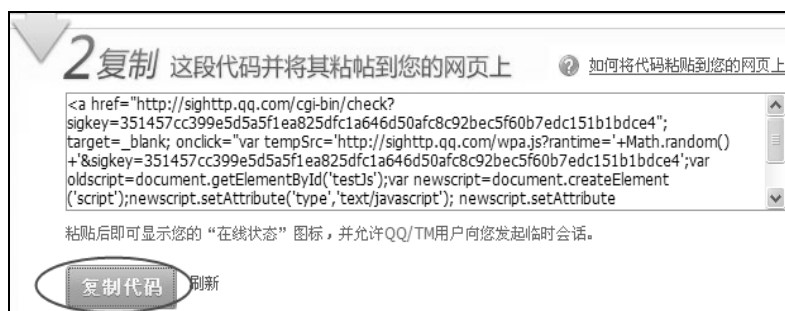 2 复制 这段代码并将其粘帖到您的网页上 ? 如何将代码粘贴到您的网页上
<a href="http://sighttp.qq.com/cgi-bin/check?
sigkey=351457cc399e5d5a5f1ea825dfc1a646d50afc8c92bec5f60b7edc151b1bdce4";
target=_blank; onclick="var tempSrc='http://sighttp.qq.com/wpa.js?rantime='+Math.random()
+'&sigkey=351457cc399e5d5a5f1ea825dfc1a646d50afc8c92bec5f60b7edc151b1bdce4';var
oldscript=document.getElementById('testJs');var newscript=document.createElement
('script');newscript.setAttribute('type','text/javascript'); newscript.setAttribute
粘贴后即可显示您的“在线状态”图标，并允许QQ/TM用户向您发起临时会话。
复制代码 刷新